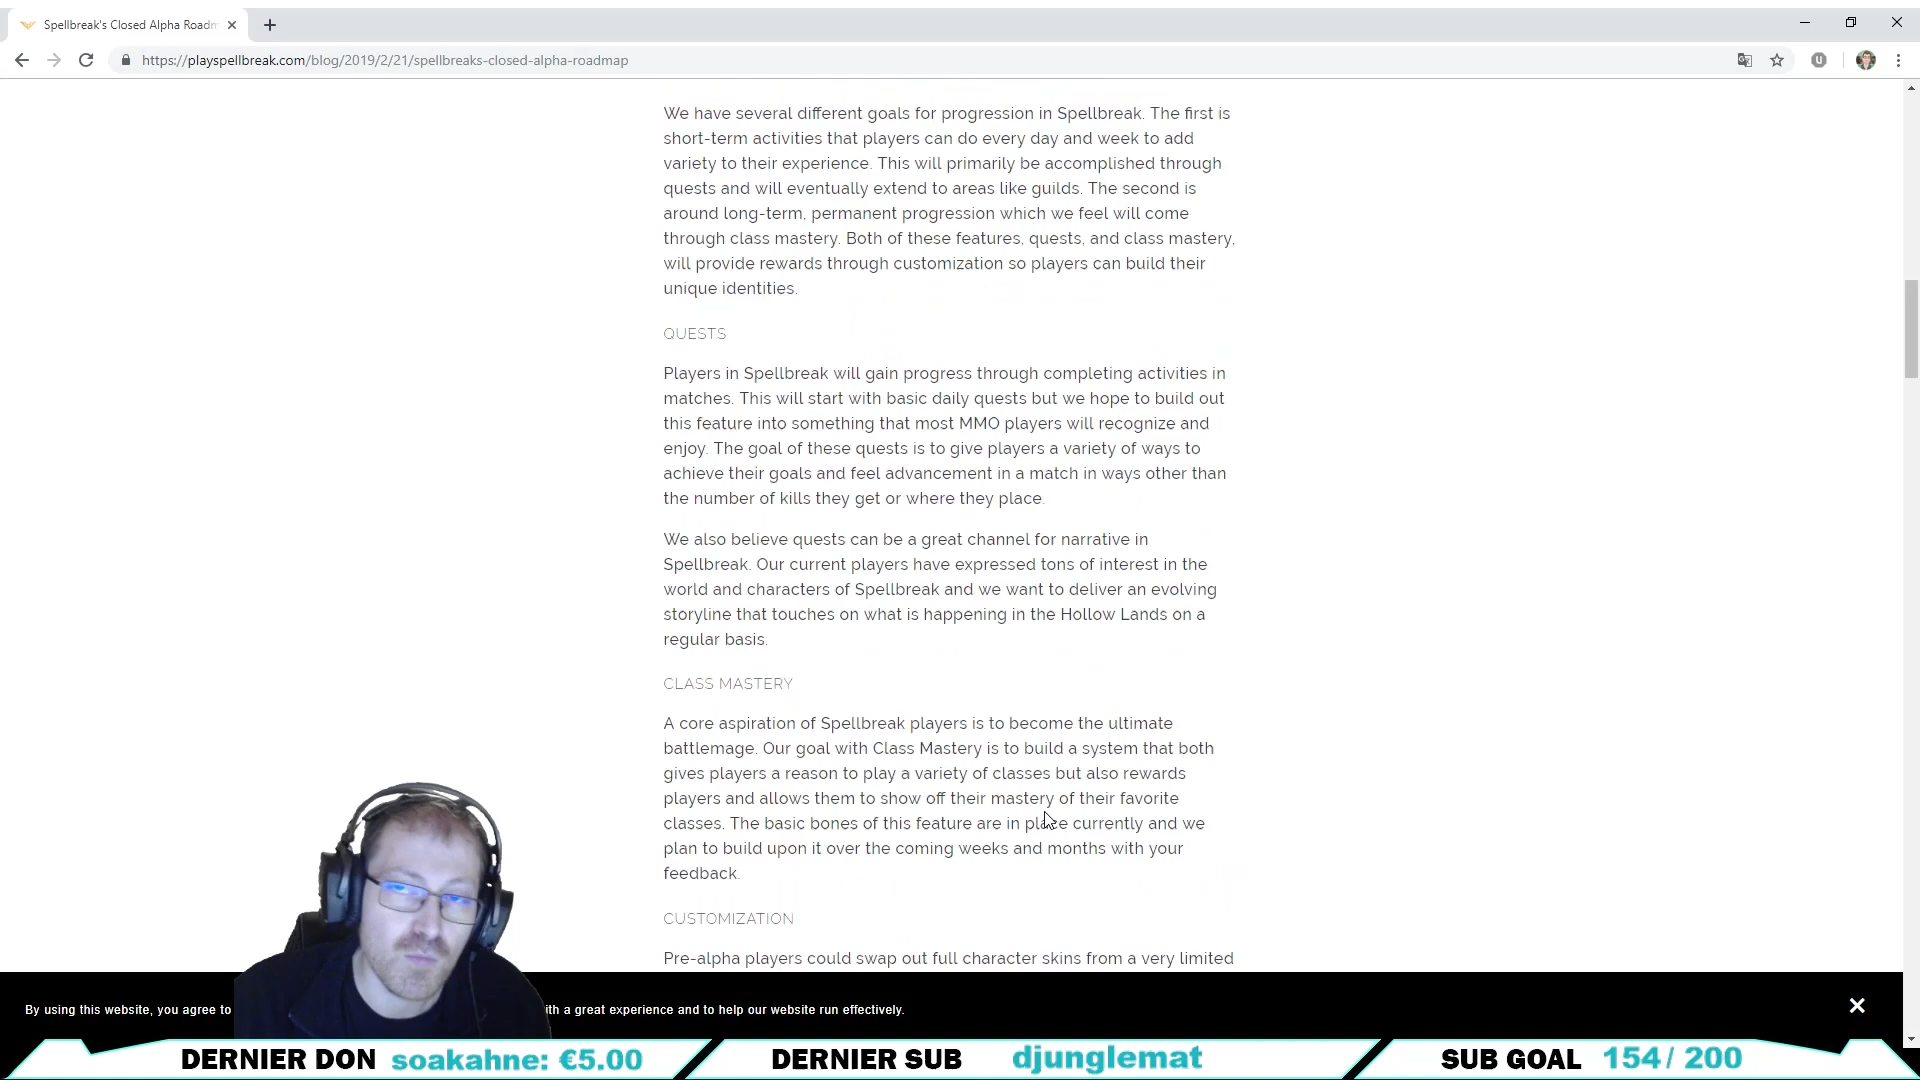 Spellbreak's Closed Alpha Roadm
https://playspellbreak.com/blog/2019/2/21/spellbreaks-closed-alpha-roadmap
We have several different goals for progression in Spellbreak. The first is
short-term activities that players can do every day and week to add
variety to their experience. This will primarily be accomplished through
quests and will eventually extend to areas like guilds. The second is
around long-term, permanent progression which we feel will come
through class mastery. Both of these features, quests, and class mastery,
will provide rewards through customization so players can build their
unique identities.
QUESTS
Players in Spellbreak will gain progress through completing activities in
matches. This will start with basic daily quests but we hope to build out
this feature into something that most MMO players will recognize and
enjoy. The goal of these quests is to give players a variety of ways to
achieve their goals and feel advancement in a match in ways other than
the number of kills they get or where they place.
We also believe quests can be a great channel for narrative in
Spellbreak. Our current players have expressed tons of interest in the
world and characters of Spellbreak and we want to deliver an evolving
storyline that touches on what is happening in the Hollow Lands on a
regular basis.
CLASS MASTERY
A core aspiration of Spellbreak players is to become the ultimate
battlemage. Our goal with Class Mastery is to build a system that both
gives players a reason to play a variety of classes but also rewards
players and allows them to show off their mastery of their favorite
classes. The basic bones of this feature are in place currently and we
plan to build upon it over the coming weeks and months with your
feedback.
CUSTOMIZATION
Pre-alpha players could swap out full character skins from a very limited
By using this website, you agree to ith a great experience and to help our website run effectively.
DERNIER DON soakahne: €5.00 DERNIER SUB djunglemat SUB GOAL 154 / 200